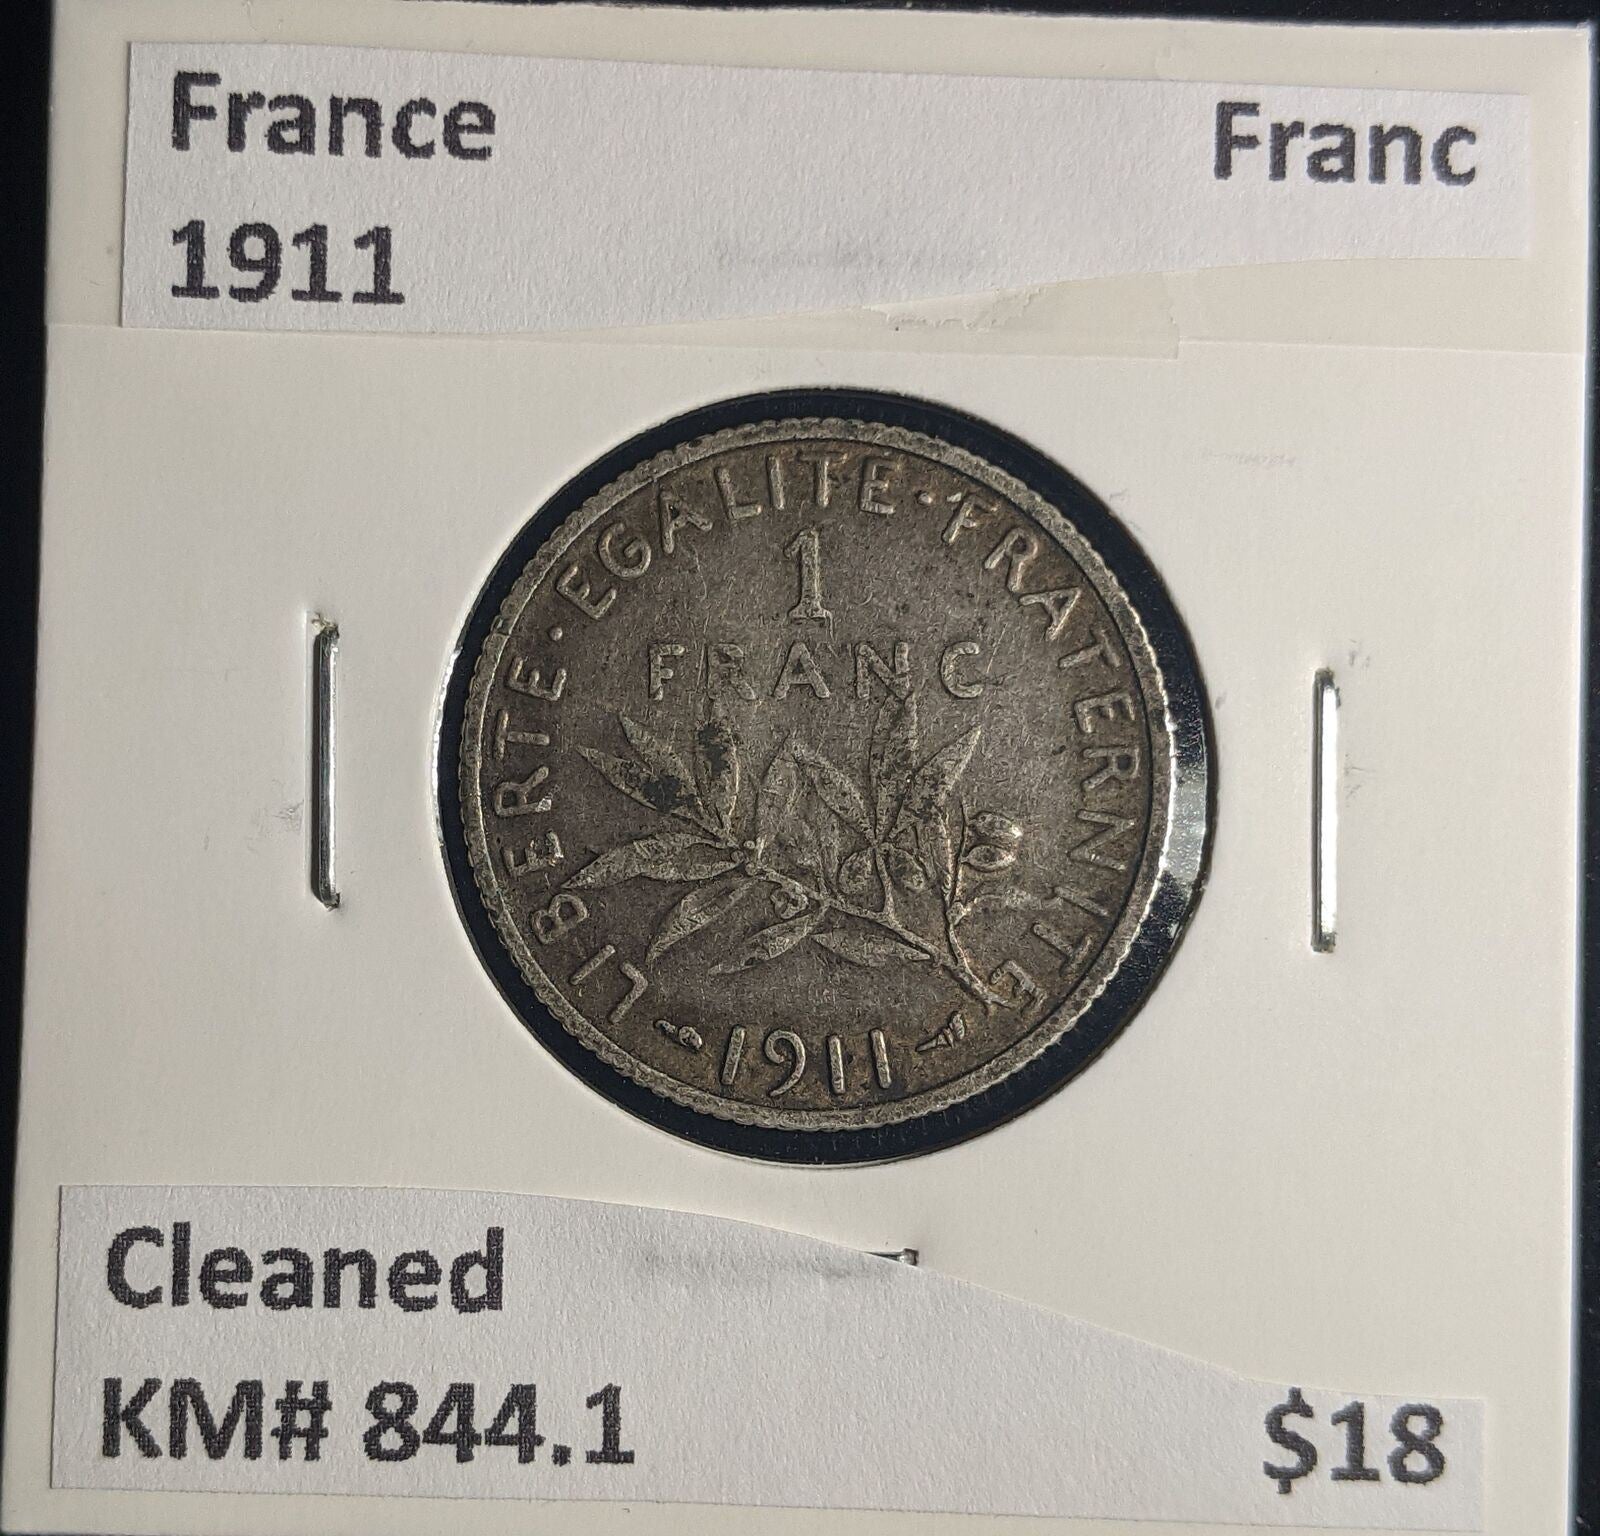 France Franc
1911
LIBERTE·EGALITE·FRATERNITE
1
FRANC
1911
Cleaned
KM# 844.1 $18